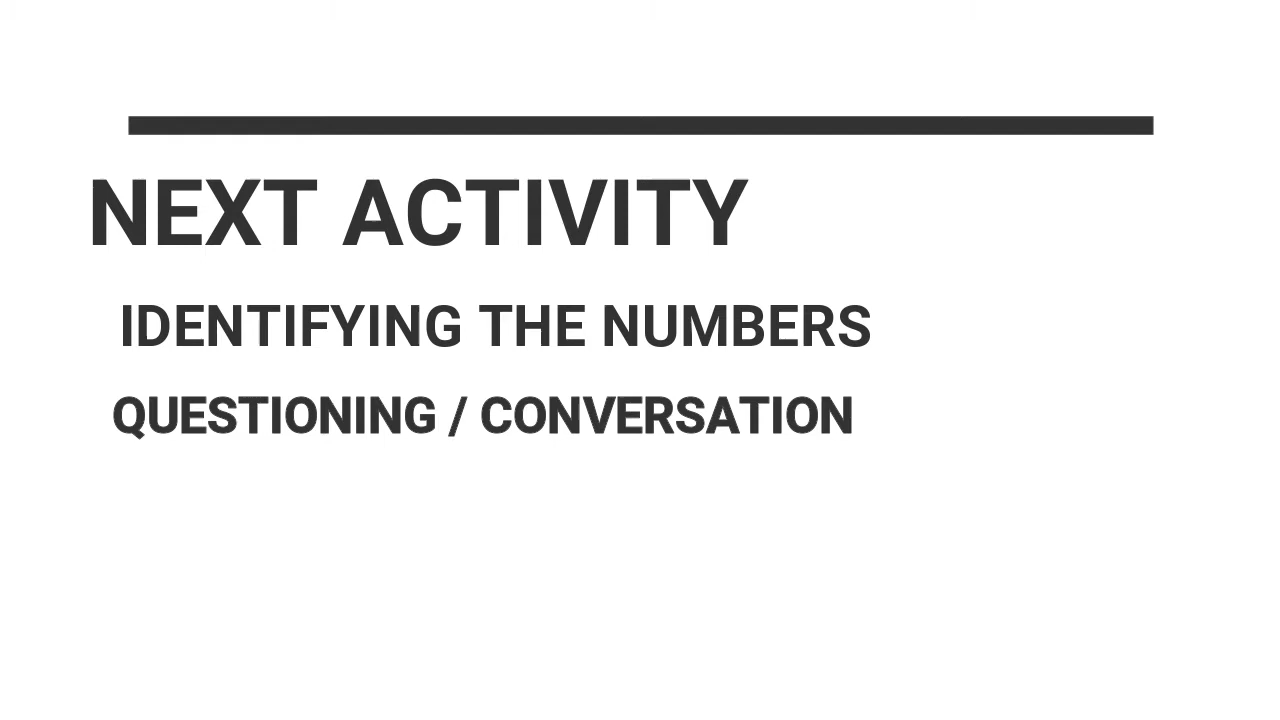 NEXT ACTIVITY
IDENTIFYING THE NUMBERS
QUESTIONING / CONVERSATION